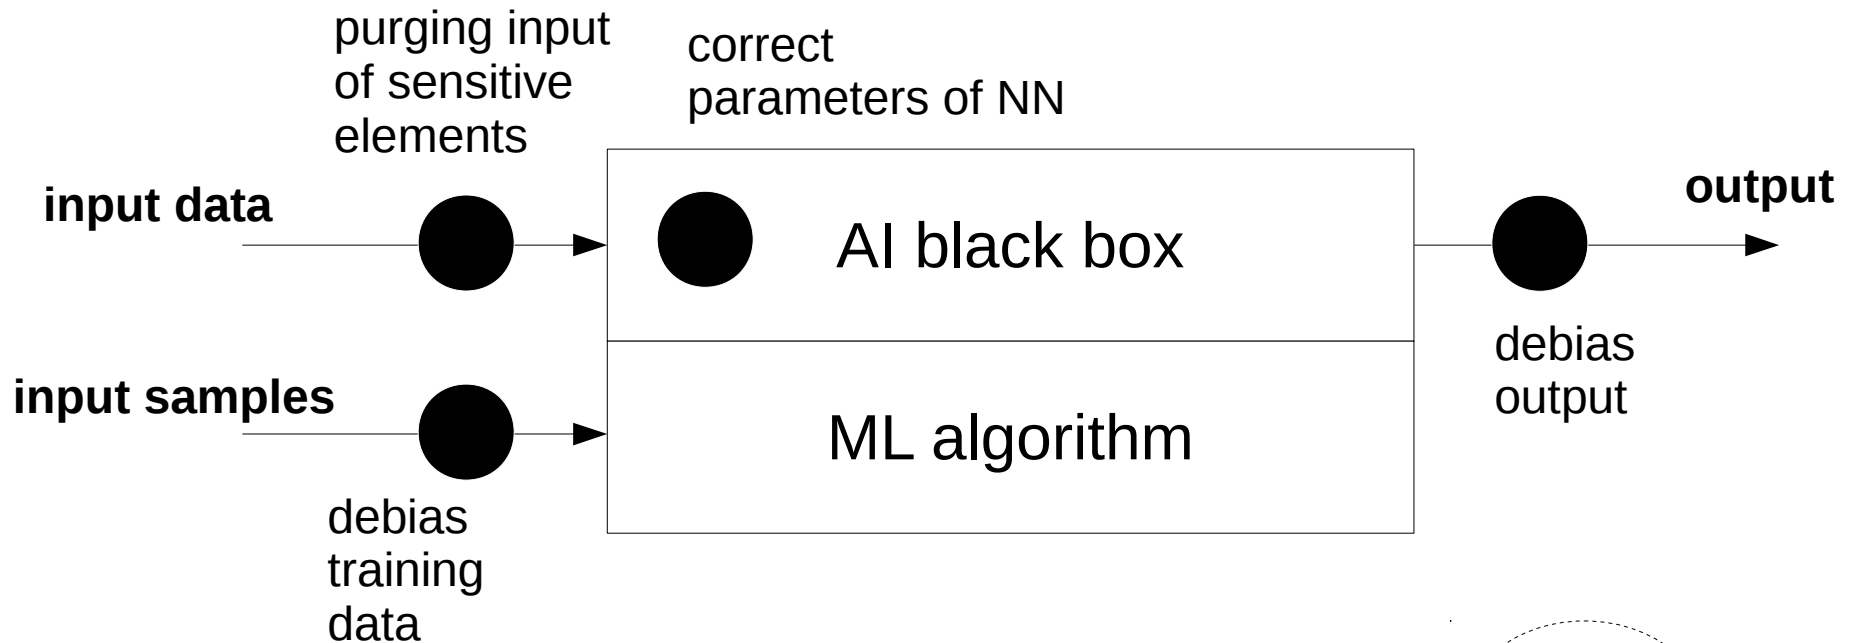 purging input
of sensitive
elements
correct
parameters of NN
input data
AI black box
output
input samples
ML algorithm
debias
output
debias
training
data